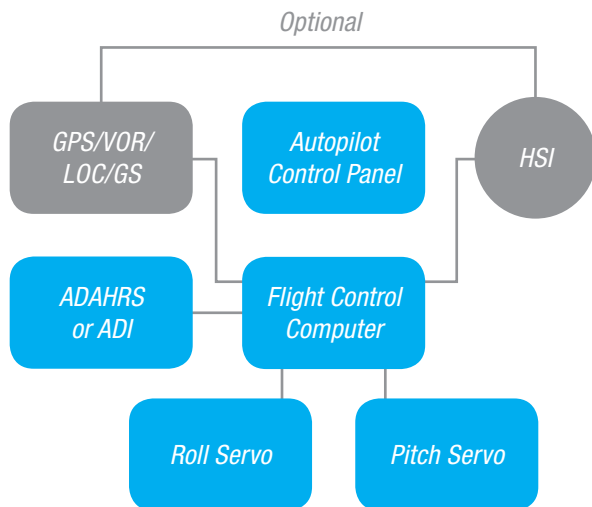 Optional
GPS/VOR/
LOC/GS
Autopilot
Control Panel
HSI
ADAHRS
or ADI
Flight Control
Computer
Roll Servo
Pitch Servo